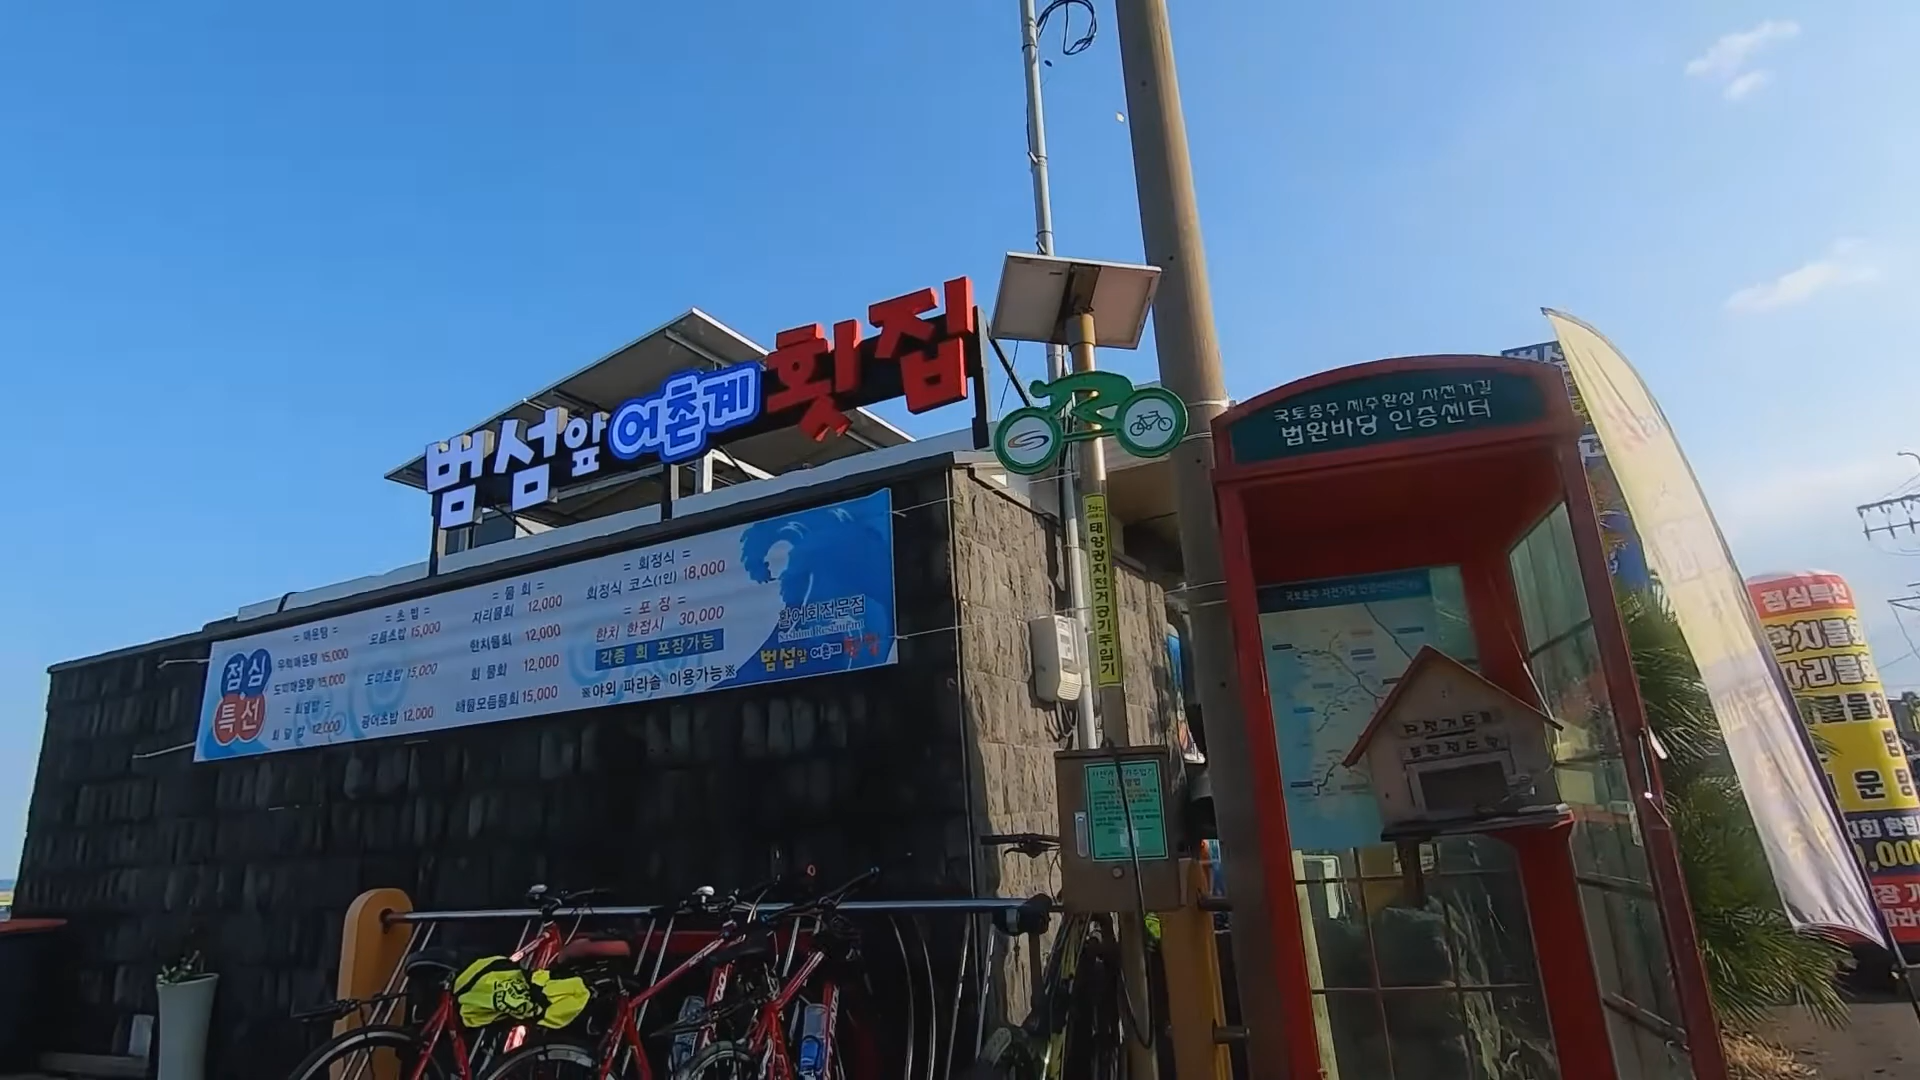 범섬앞 어촌계 횟집
점심
특선
= 매운탕 =
우럭매운탕 15,000
도미매운탕 15,000
= 회덮밥 =
회 덮 밥 12,000
= 초 밥 =
모듬초밥 15,000
도미초밥 15,000
광어초밥 12,000
= 물 회 =
자리물회 12,000
한치물회 12,000
회 물회 12,000
해물모듬물회 15,000
= 회정식 =
회정식 코스(1인) 18,000
= 포 장 =
한치 한접시 30,000
각종 회 포장가능
※야외 파라솔 이용가능※
활어회전문점
Sashimi Restaurant
범섬앞 어촌계 횟집
태양광자전거공기주입기
국토종주 제주환상 자전거길
법환바당 인증센터
점심특선
한치물회
자리물회